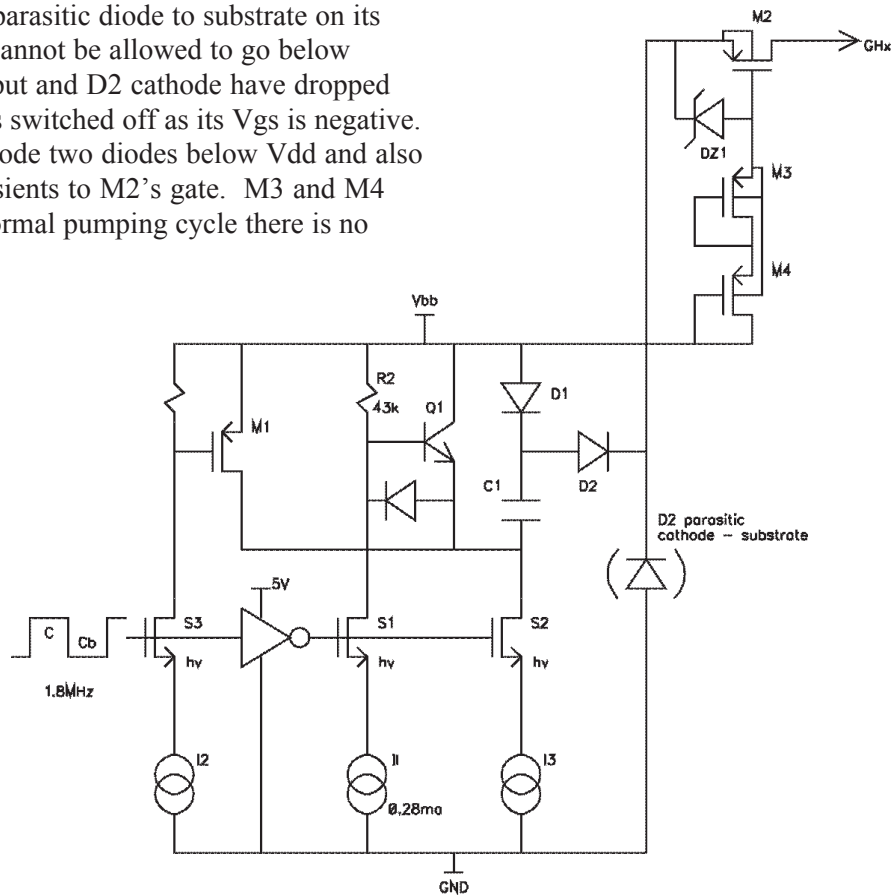 parasitic diode to substrate on its
cannot be allowed to go below
put and D2 cathode have dropped
s switched off as its Vgs is negative.
ode two diodes below Vdd and also
sients to M2's gate. M3 and M4
ormal pumping cycle there is no
M2
GHx
DZ1
M3
M4
Vbb
R2
43k
Q1
D1
M1
C1
D2
D2 parasitic
cathode - substrate
5V
C
Cb
S3
S1
S2
hv
hv
hv
1.8MHz
I2
I1
I3
0.28ma
GND